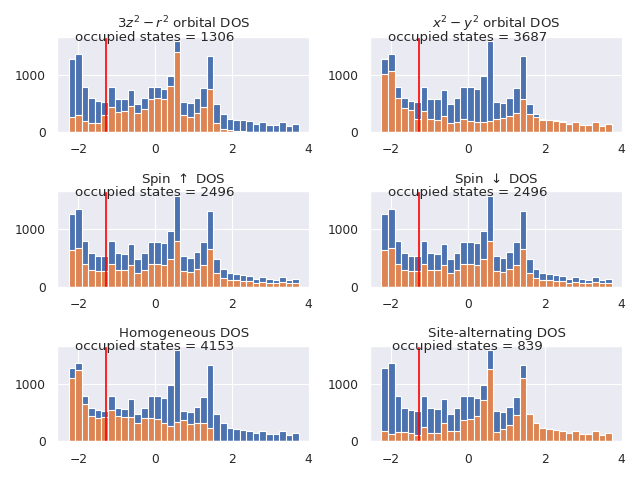 3z² − r² orbital DOS
occupied states = 1306
1000
0
−2 0 2 4
x² − y² orbital DOS
occupied states = 3687
1000
0
−2 0 2 4
Spin ↑ DOS
occupied states = 2496
1000
0
−2 0 2 4
Spin ↓ DOS
occupied states = 2496
1000
0
−2 0 2 4
Homogeneous DOS
occupied states = 4153
1000
0
−2 0 2 4
Site-alternating DOS
occupied states = 839
1000
0
−2 0 2 4